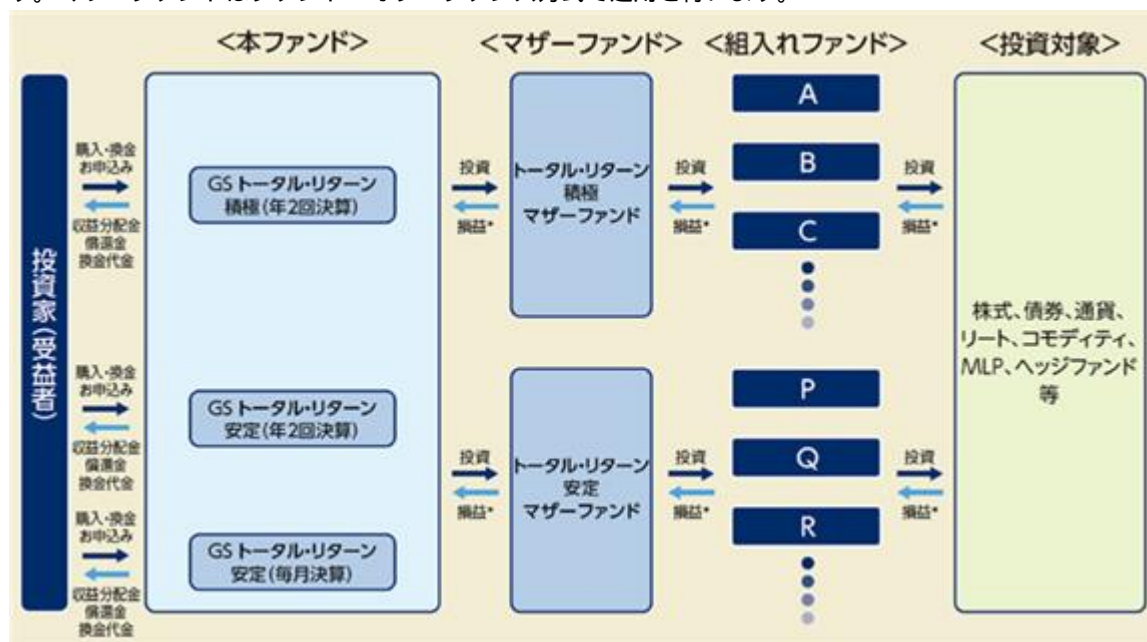 <本ファンド>
<マザーファンド>
<組入れファンド>
<投資対象>
投資家(受益者)
購入・換金
お申込み
収益分配金
償還金
換金代金
GS トータル・リターン
積極(年2回決算)
投資
損益*
トータル・リターン
積極
マザーファンド
投資
損益*
A
B
C
投資
損益*
株式、債券、通貨、
リート、コモディティ、
MLP、ヘッジファンド
等
購入・換金
お申込み
収益分配金
償還金
換金代金
GS トータル・リターン
安定(年2回決算)
購入・換金
お申込み
収益分配金
償還金
換金代金
GS トータル・リターン
安定(毎月決算)
投資
損益*
トータル・リターン
安定
マザーファンド
投資
損益*
P
Q
R
投資
損益*